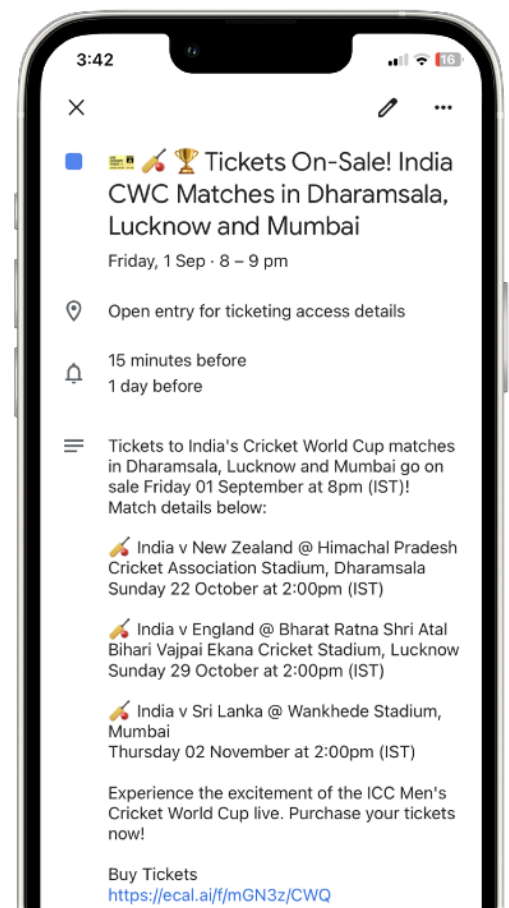 3:42
16
Tickets On-Sale! India
CWC Matches in Dharamsala,
Lucknow and Mumbai
Friday, 1 Sep · 8 – 9 pm
Open entry for ticketing access details
15 minutes before
1 day before
Tickets to India's Cricket World Cup matches
in Dharamsala, Lucknow and Mumbai go on
sale Friday 01 September at 8pm (IST)!
Match details below:
🏏 India v New Zealand @ Himachal Pradesh
Cricket Association Stadium, Dharamsala
Sunday 22 October at 2:00pm (IST)
🏏 India v England @ Bharat Ratna Shri Atal
Bihari Vajpai Ekana Cricket Stadium, Lucknow
Sunday 29 October at 2:00pm (IST)
🏏 India v Sri Lanka @ Wankhede Stadium,
Mumbai
Thursday 02 November at 2:00pm (IST)
Experience the excitement of the ICC Men's
Cricket World Cup live. Purchase your tickets
now!
Buy Tickets
https://ecal.ai/f/mGN3z/CWQ